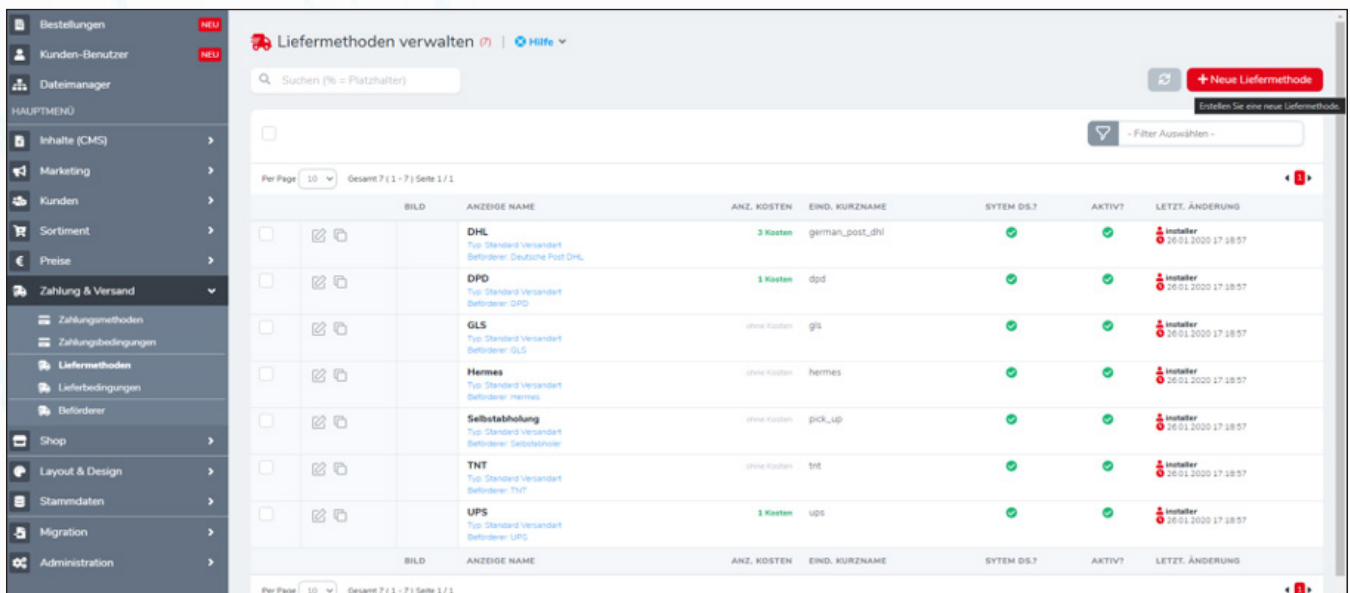 Bestellungen NEU
Kunden-Benutzer NEU
Dateimanager
HAUPTMENÜ
Inhalte (CMS)
Marketing
Kunden
Sortiment
Preise
Zahlung & Versand
Zahlungsmethoden
Zahlungsbedingungen
Liefermethoden
Lieferbedingungen
Beförderer
Shop
Layout & Design
Stammdaten
Migration
Administration
Liefermethoden verwalten (7) | Hilfe
Suchen (% = Platzhalter)
+ Neue Liefermethode
Erstellen Sie eine neue Liefermethode.
- Filter Auswählen -
Per Page 10 Gesamt 7 ( 1 - 7 ) Seite 1 / 1 1
BILD ANZEIGE NAME ANZ. KOSTEN EIND. KURZNAME SYTEM DS.? AKTIV? LETZT. ÄNDERUNG
DHL 3 Kosten german_post_dhl installer
Typ: Standard Versandart 26.01.2020 17:18:57
Beförderer: Deutsche Post DHL
DPD 1 Kosten dpd installer
Typ: Standard Versandart 26.01.2020 17:18:57
Beförderer: DPD
GLS ohne Kosten gls installer
Typ: Standard Versandart 26.01.2020 17:18:57
Beförderer: GLS
Hermes ohne Kosten hermes installer
Typ: Standard Versandart 26.01.2020 17:18:57
Beförderer: Hermes
Selbstabholung ohne Kosten pick_up installer
Typ: Standard Versandart 26.01.2020 17:18:57
Beförderer: Selbstabholer
TNT ohne Kosten tnt installer
Typ: Standard Versandart 26.01.2020 17:18:57
Beförderer: TNT
UPS 1 Kosten ups installer
Typ: Standard Versandart 26.01.2020 17:18:57
Beförderer: UPS
BILD ANZEIGE NAME ANZ. KOSTEN EIND. KURZNAME SYTEM DS.? AKTIV? LETZT. ÄNDERUNG
Per Page 10 Gesamt 7 ( 1 - 7 ) Seite 1 / 1 1